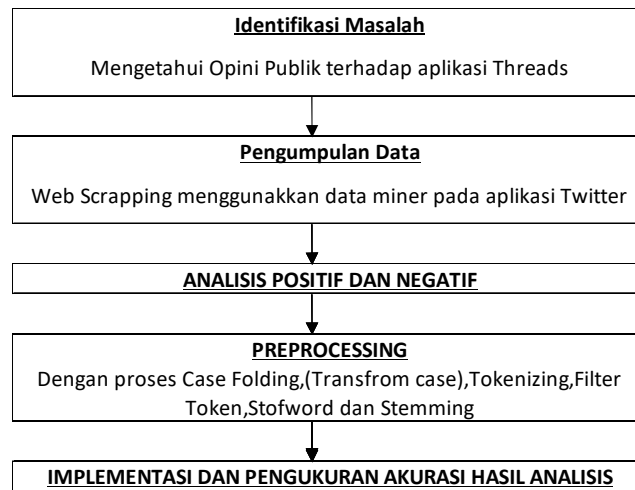 Identifikasi Masalah
Mengetahui Opini Publik terhadap aplikasi Threads
Pengumpulan Data
Web Scrapping menggunakkan data miner pada aplikasi Twitter
ANALISIS POSITIF DAN NEGATIF
PREPROCESSING
Dengan proses Case Folding,(Transfrom case),Tokenizing,Filter
Token,Stofword dan Stemming
IMPLEMENTASI DAN PENGUKURAN AKURASI HASIL ANALISIS